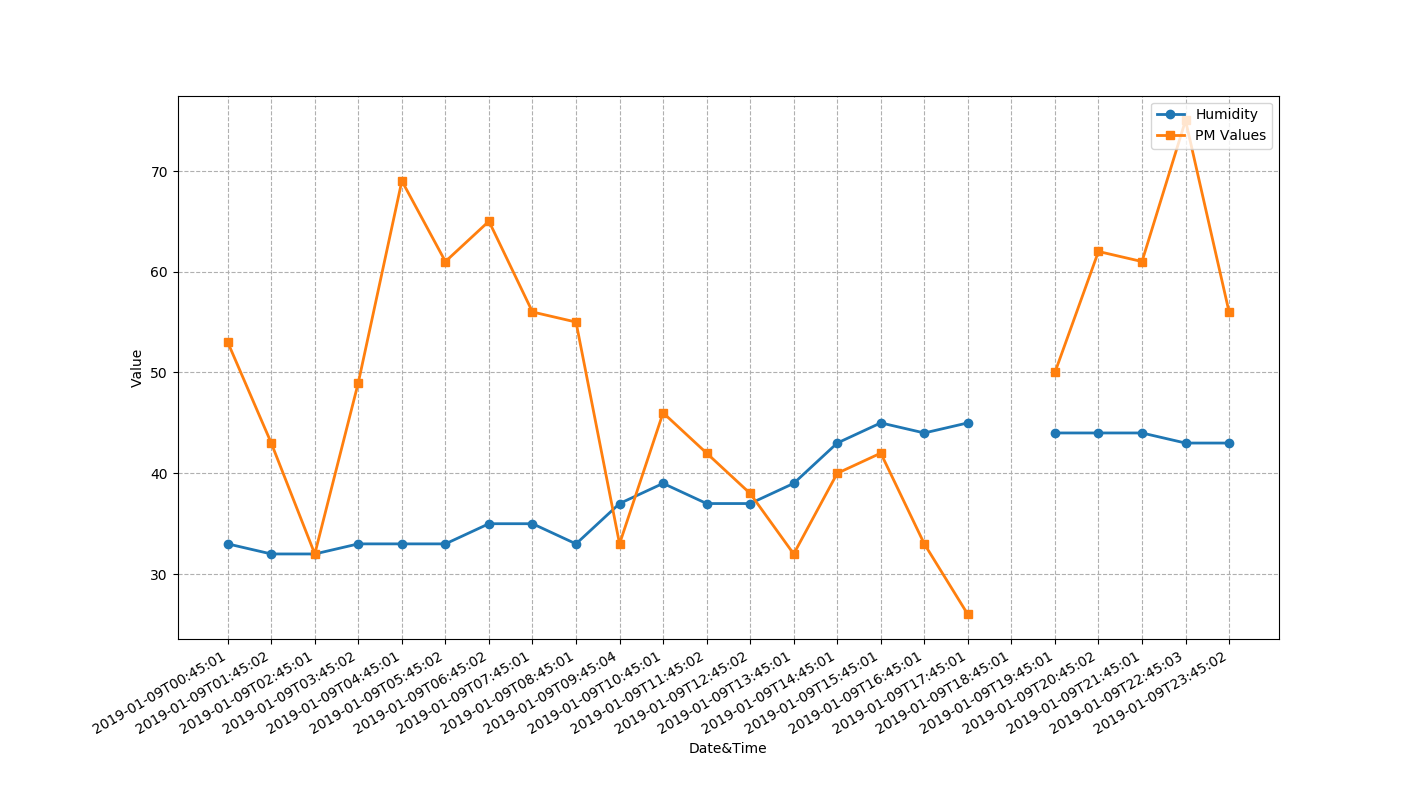 Humidity
PM Values
70
60
50
40
30
Value
2019-01-09T00:45:01
2019-01-09T01:45:02
2019-01-09T02:45:01
2019-01-09T03:45:02
2019-01-09T04:45:01
2019-01-09T05:45:02
2019-01-09T06:45:02
2019-01-09T07:45:01
2019-01-09T08:45:01
2019-01-09T09:45:04
2019-01-09T10:45:01
2019-01-09T11:45:02
2019-01-09T12:45:02
2019-01-09T13:45:01
2019-01-09T14:45:01
2019-01-09T15:45:01
2019-01-09T16:45:01
2019-01-09T17:45:01
2019-01-09T18:45:01
2019-01-09T19:45:01
2019-01-09T20:45:02
2019-01-09T21:45:01
2019-01-09T22:45:03
2019-01-09T23:45:02
Date&Time